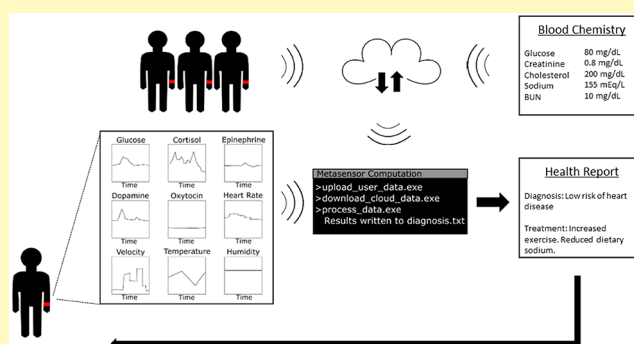 Blood Chemistry
Glucose 80 mg/dL
Creatinine 0.8 mg/dL
Cholesterol 200 mg/dL
Sodium 155 mEq/L
BUN 10 mg/dL
Glucose Cortisol Epinephrine
Time Time Time
Dopamine Oxytocin Heart Rate
Time Time Time
Velocity Temperature Humidity
Time Time Time
Metasensor Computation
>upload_user_data.exe
>download_cloud_data.exe
>process_data.exe
Results written to diagnosis.txt
Health Report
Diagnosis: Low risk of heart
disease
Treatment: Increased
exercise. Reduced dietary
sodium.